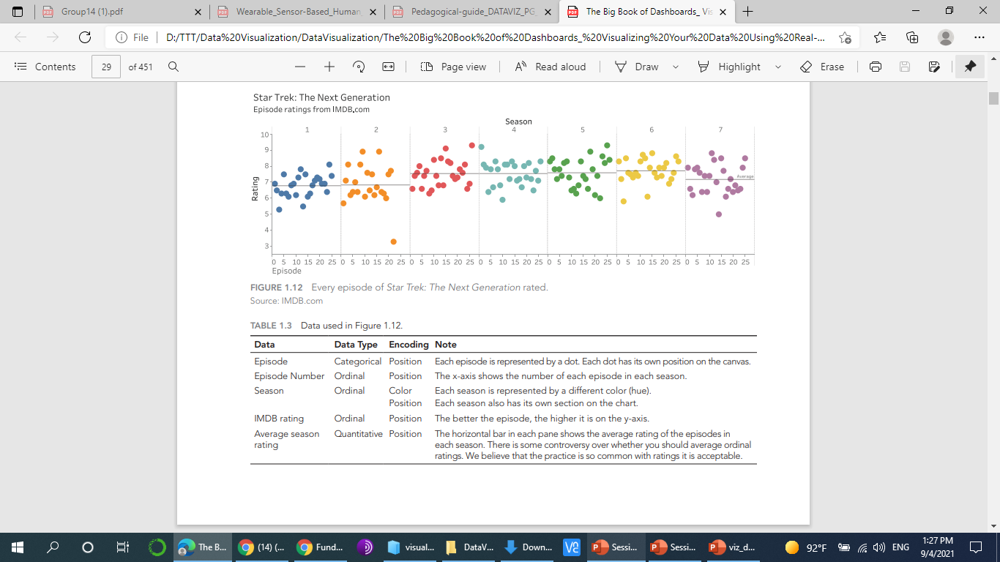 Group14 (1).pdf
Wearable_Sensor-Based_Human_
Pedagogical-guide_DATAVIZ_PG_
The Big Book of Dashboards_ Vis
File
D:/TTT/Data%20Visualization/DataVisualization/The%20Big%20Book%20of%20Dashboards_%20Visualizing%20Your%20Data%20Using%20Real-...
Contents
29
of 451
Page view
Read aloud
Draw
Highlight
Erase
Star Trek: The Next Generation
Episode ratings from IMDB.com
Season
1 2 3 4 5 6 7
10
9
8
7
6
5
4
3
Rating
Average
0 5 10 15 20 25 0 5 10 15 20 25 0 5 10 15 20 25 0 5 10 15 20 25 0 5 10 15 20 25 0 5 10 15 20 25 0 5 10 15 20 25
Episode
FIGURE 1.12 Every episode of Star Trek: The Next Generation rated.
Source: IMDB.com
TABLE 1.3 Data used in Figure 1.12.
Data Data Type Encoding Note
Episode Categorical Position Each episode is represented by a dot. Each dot has its own position on the canvas.
Episode Number Ordinal Position The x-axis shows the number of each episode in each season.
Season Ordinal Color Each season is represented by a different color (hue).
Position Each season also has its own section on the chart.
IMDB rating Ordinal Position The better the episode, the higher it is on the y-axis.
Average season Quantitative Position The horizontal bar in each pane shows the average rating of the episodes in
rating each season. There is some controversy over whether you should average ordinal
ratings. We believe that the practice is so common with ratings it is acceptable.
The B...
(14) (...
Fund...
visual...
DataV...
Down...
Sessi...
Sessi...
viz_d...
92°F
ENG
1:27 PM
9/4/2021